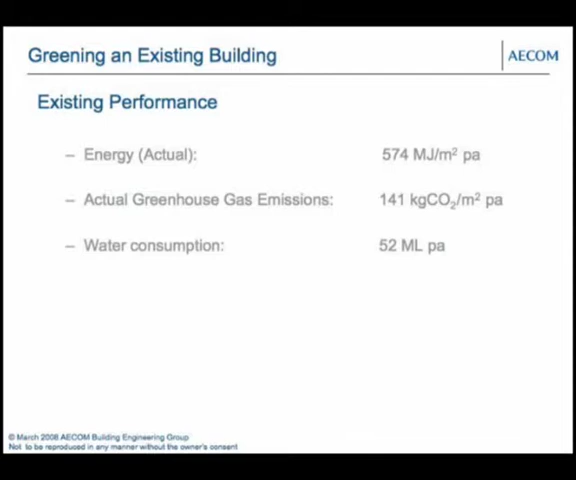 Greening an Existing Building
AECOM
Existing Performance
– Energy (Actual): 574 MJ/m² pa
– Actual Greenhouse Gas Emissions: 141 kgCO₂/m² pa
– Water consumption: 52 ML pa
© March 2008 AECOM Building Engineering Group
Not to be reproduced in any manner without the owner's consent